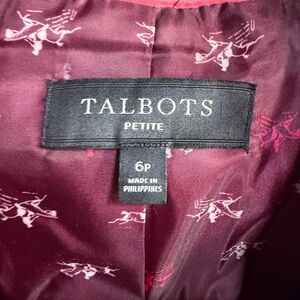 TALBOTS
PETITE
6P
MADE IN
PHILIPPINES